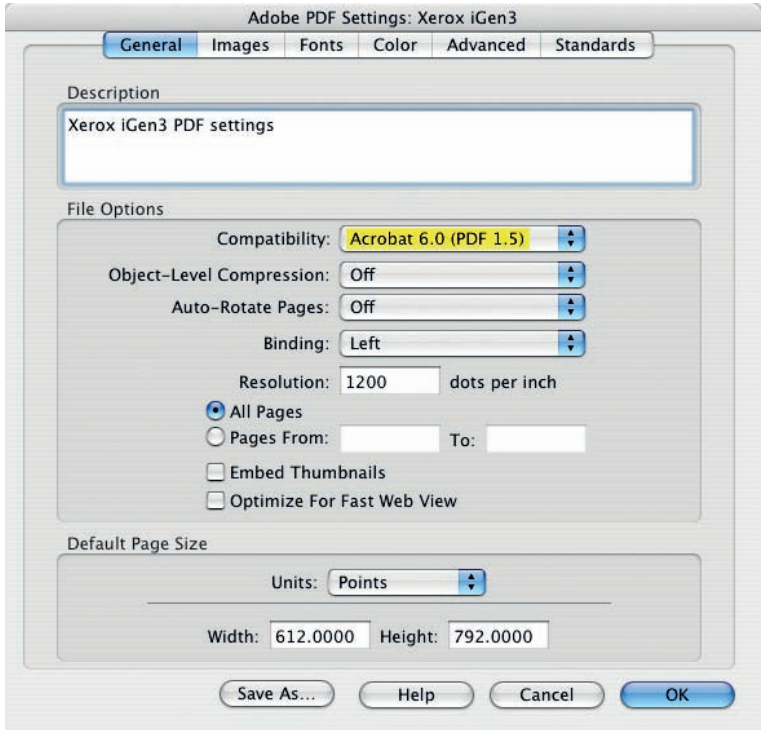 Adobe PDF Settings: Xerox iGen3
General Images Fonts Color Advanced Standards
Description
Xerox iGen3 PDF settings
File Options
Compatibility: Acrobat 6.0 (PDF 1.5)
Object-Level Compression: Off
Auto-Rotate Pages: Off
Binding: Left
Resolution: 1200 dots per inch
All Pages
Pages From: To:
Embed Thumbnails
Optimize For Fast Web View
Default Page Size
Units: Points
Width: 612.0000 Height: 792.0000
Save As... Help Cancel OK